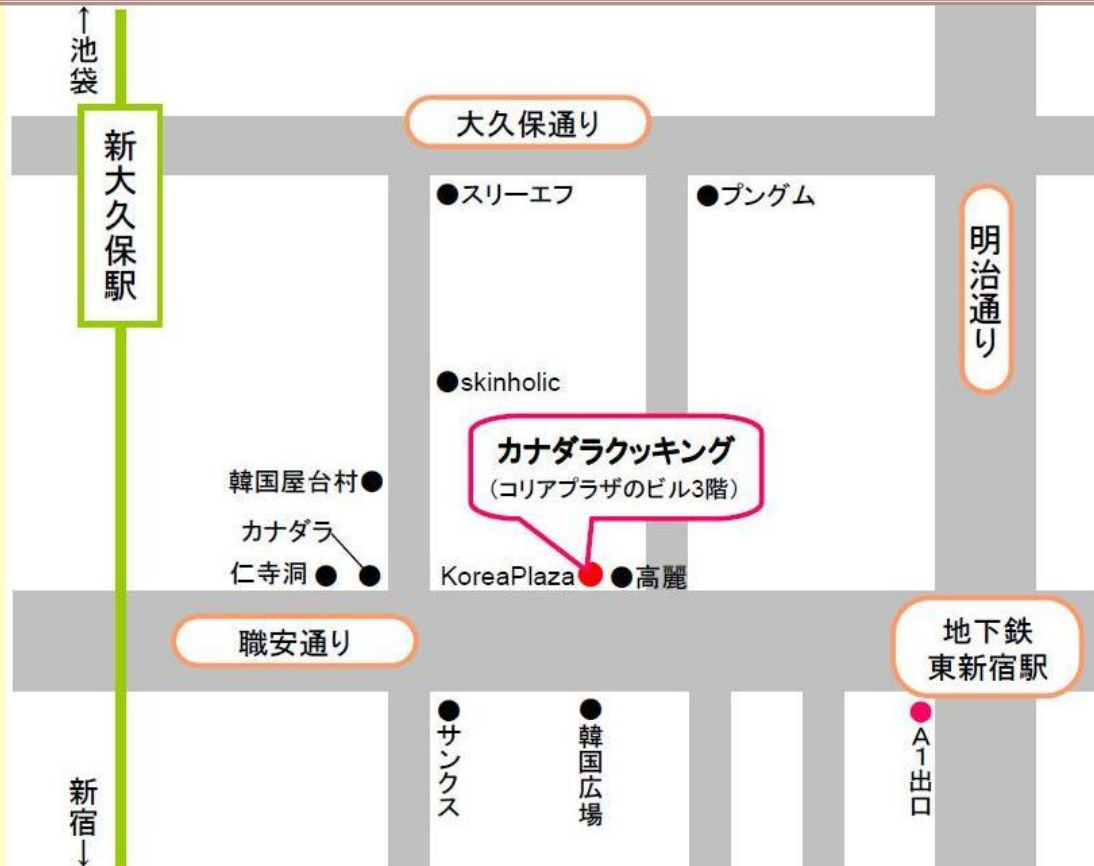 ↑池袋
大久保通り
新大久保駅
●スリーエフ
●プングム
明治通り
●skinholic
カナダラクッキング
(コリアプラザのビル3階)
韓国屋台村●
カナダラ
仁寺洞●
KoreaPlaza
●高麗
職安通り
地下鉄
東新宿駅
サンクス
韓国広場
A1出口
新宿↓